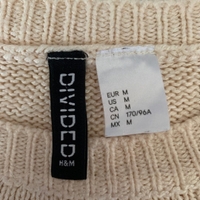 DIVIDED
H&M
EUR M
US M
CA M
CN 170/96A
MX M